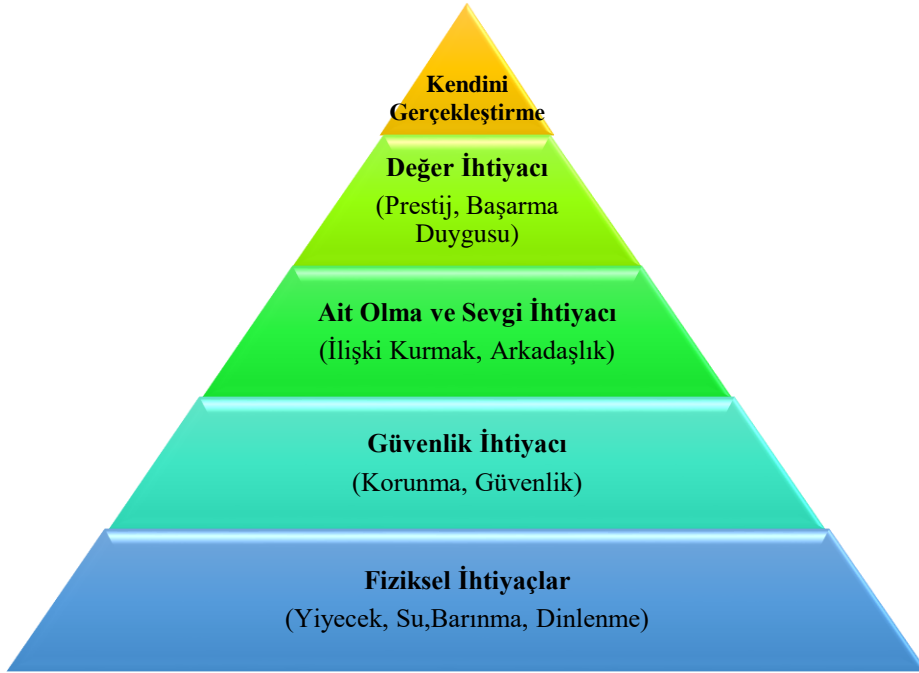 Kendini
Gerçekleştirme
Değer İhtiyacı
(Prestij, Başarma
Duygusu)
Ait Olma ve Sevgi İhtiyacı
(İlişki Kurmak, Arkadaşlık)
Güvenlik İhtiyacı
(Korunma, Güvenlik)
Fiziksel İhtiyaçlar
(Yiyecek, Su,Barınma, Dinlenme)